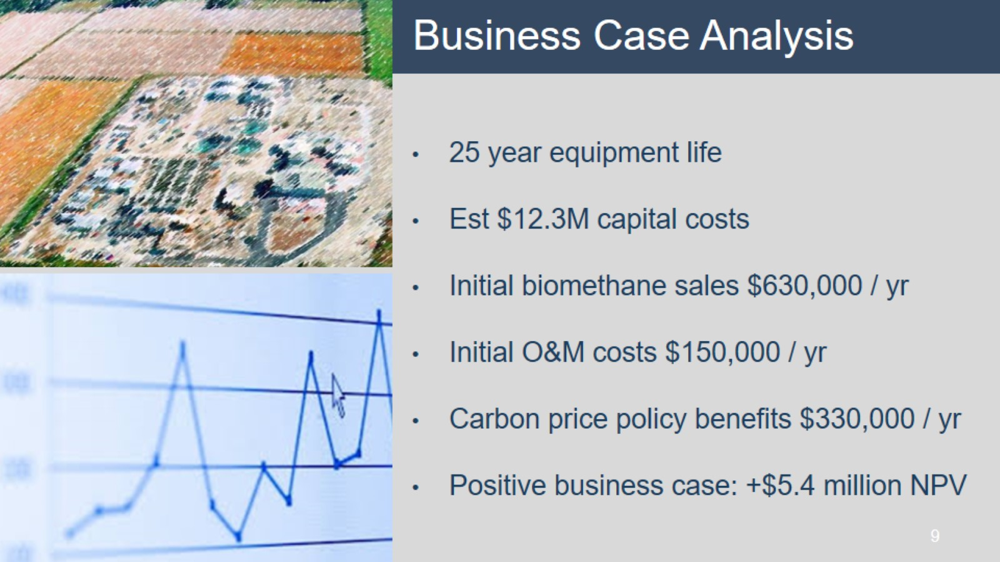 Business Case Analysis
• 25 year equipment life
• Est $12.3M capital costs
• Initial biomethane sales $630,000 / yr
• Initial O&M costs $150,000 / yr
• Carbon price policy benefits $330,000 / yr
• Positive business case: +$5.4 million NPV
9